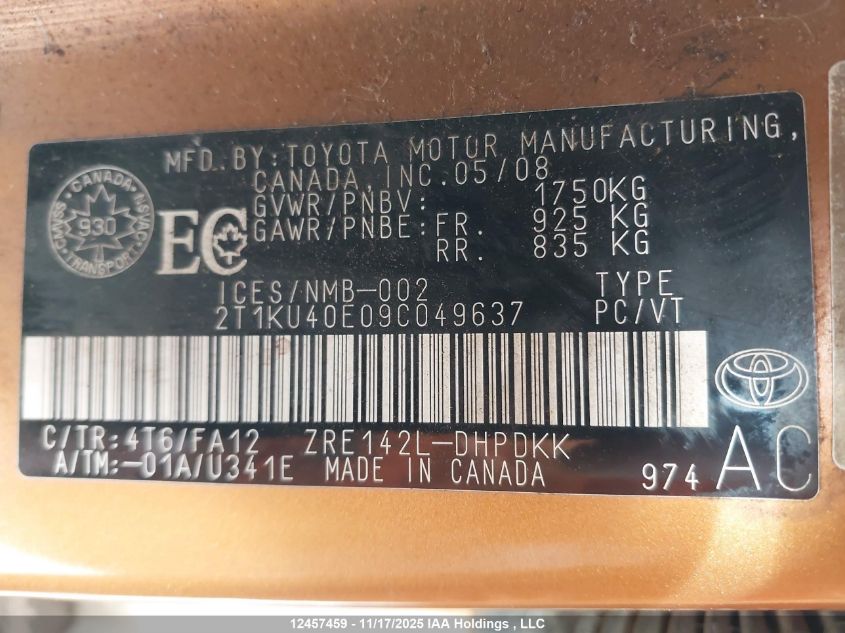 MFD. BY: TOYOTA MOTOR MANUFACTURING,
CANADA, INC. 05/08
GVWR/PNBV: 1750KG
GAWR/PNBE: FR. 925 KG
RR. 835 KG
CANADA
930
TRANSPORT
EC
ICES/NMB-002 TYPE
2T1KU40E09C049637 PC/VT
C/TR: 4T6/FA12 ZRE142L-DHPDKK
A/TM: -01A/U341E MADE IN CANADA 974 AC
12457459 - 11/17/2025 IAA Holdings , LLC